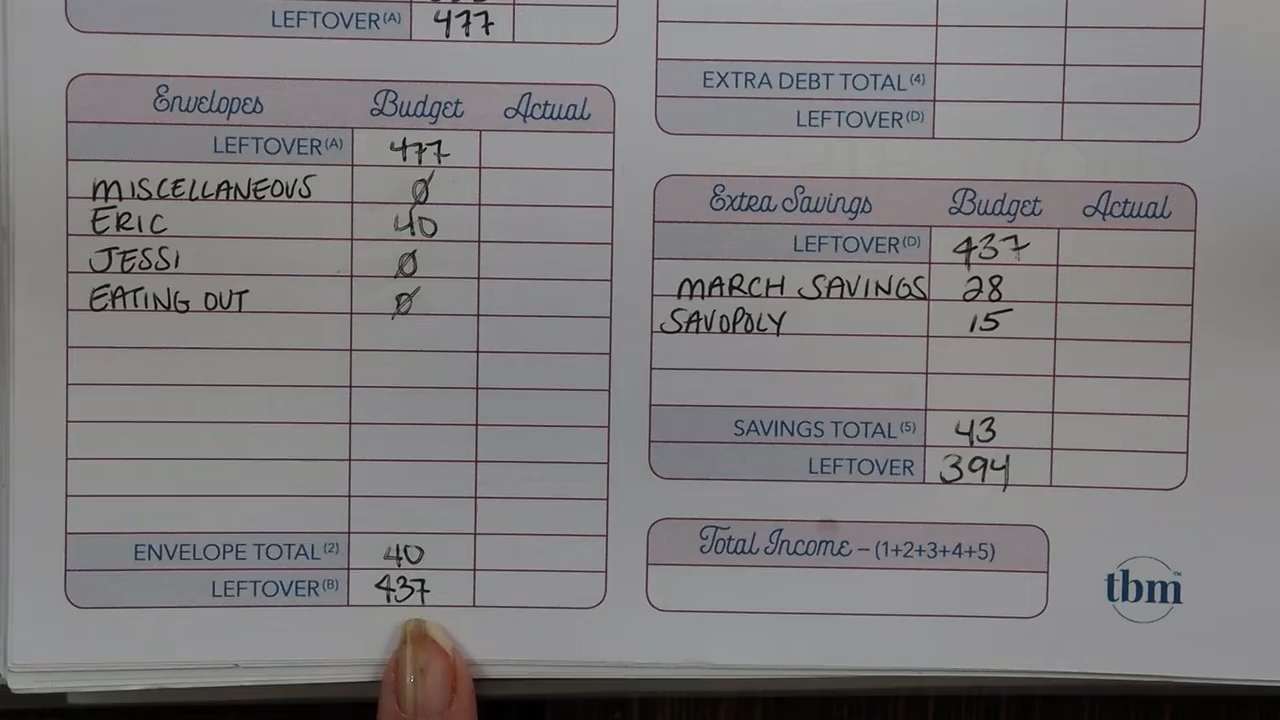 LEFTOVER(A) 477
Envelopes Budget Actual
LEFTOVER(A) 477
MISCELLANEOUS Ø
ERIC 40
JESSI Ø
EATING OUT Ø
ENVELOPE TOTAL(2) 40
LEFTOVER(B) 437
EXTRA DEBT TOTAL(4)
LEFTOVER(D)
Extra Savings Budget Actual
LEFTOVER(D) 437
MARCH SAVINGS 28
SAVOPOLY 15
SAVINGS TOTAL(5) 43
LEFTOVER 394
Total Income – (1+2+3+4+5)
tbm™